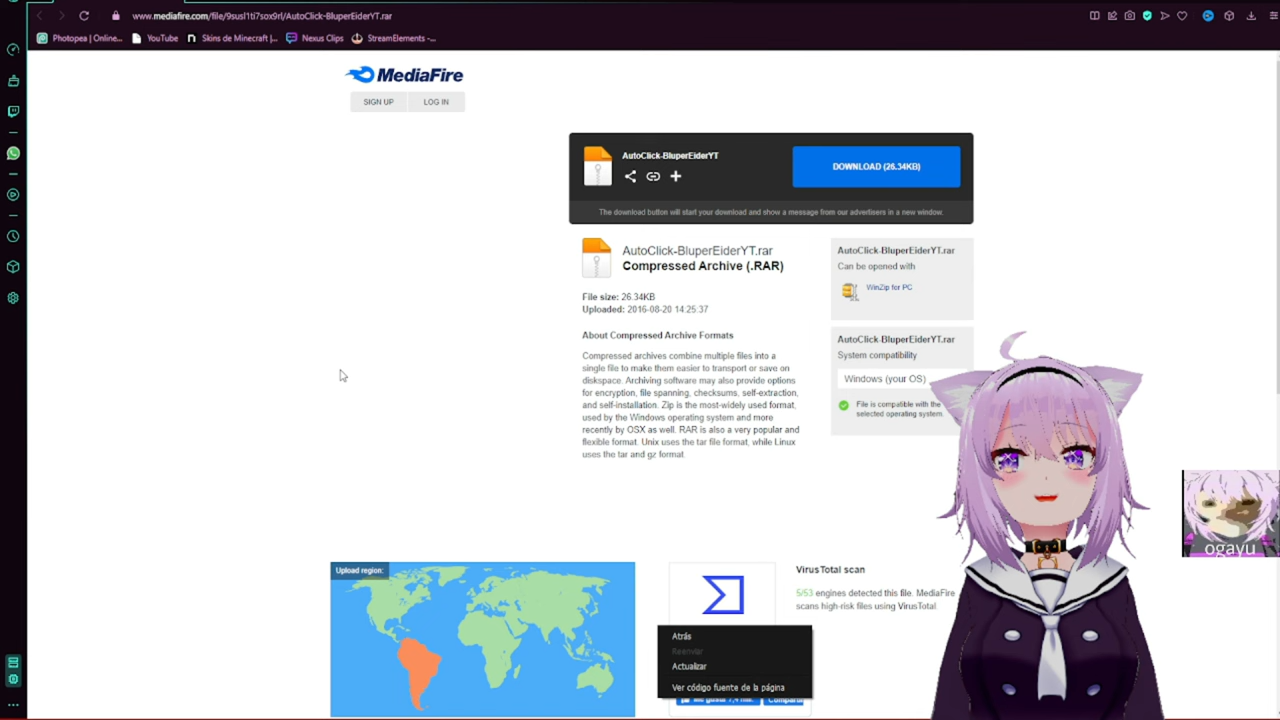 www.mediafire.com/file/9susl1ti7sox9rl/AutoClick-BluperEiderYT.rar
Photopea | Online...
YouTube
Skins de Minecraft |...
Nexus Clips
StreamElements -...
MediaFire
SIGN UP
LOG IN
AutoClick-BluperEiderYT
DOWNLOAD (26.34KB)
The download button will start your download and show a message from our advertisers in a new window.
AutoClick-BluperEiderYT.rar
Compressed Archive (.RAR)
File size: 26.34KB
Uploaded: 2016-08-20 14:25:37
About Compressed Archive Formats
Compressed archives combine multiple files into a
single file to make them easier to transport or save on
diskspace. Archiving software may also provide options
for encryption, file spanning, checksums, self-extraction,
and self-installation. Zip is the most-widely used format,
used by the Windows operating system and more
recently by OSX as well. RAR is also a very popular and
flexible format. Unix uses the tar file format, while Linux
uses the tar and gz format.
AutoClick-BluperEiderYT.rar
Can be opened with
WinZip for PC
AutoClick-BluperEiderYT.rar
System compatibility
Windows (your OS)
File is compatible with the
selected operating system.
ogayu
Upload region:
VirusTotal scan
5/53 engines detected this file. MediaFire
scans high-risk files using VirusTotal.
Atrás
Reenviar
Actualizar
Ver código fuente de la página